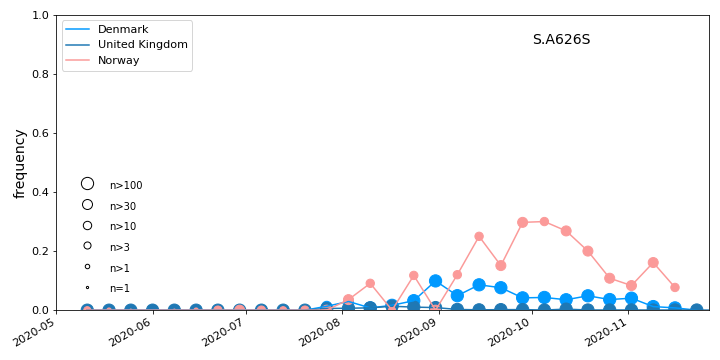 Denmark
United Kingdom
Norway
S.A626S
frequency
1.0
0.8
0.6
0.4
0.2
0.0
n>100
n>30
n>10
n>3
n>1
n=1
2020-05
2020-06
2020-07
2020-08
2020-09
2020-10
2020-11